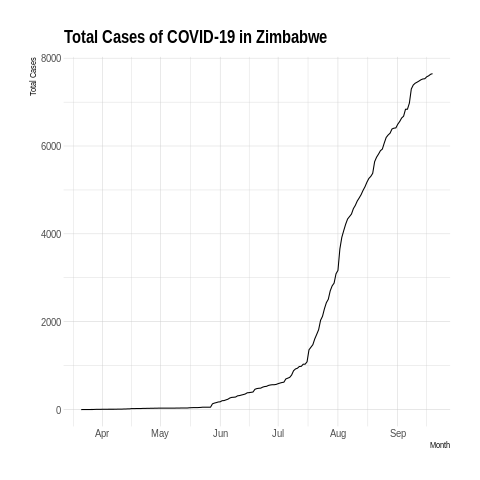 Total Cases of COVID-19 in Zimbabwe
Total Cases
8000
6000
4000
2000
0
Apr May Jun Jul Aug Sep
Month